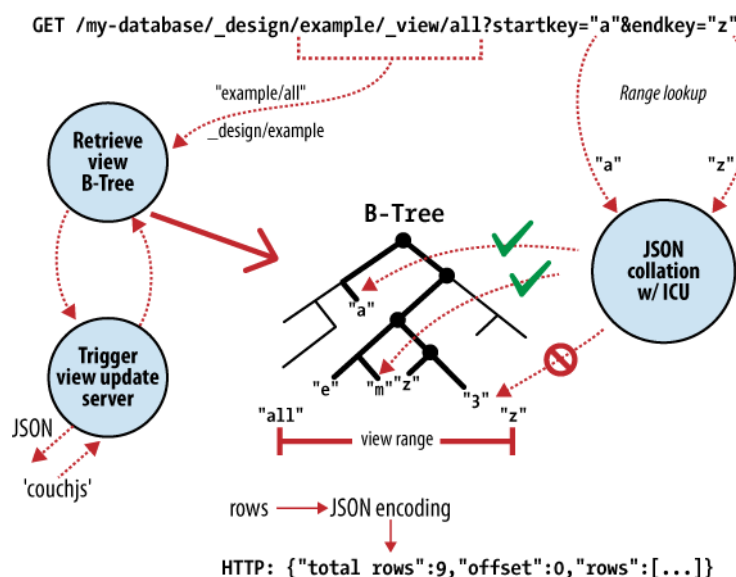 GET /my-database/_design/example/_view/all?startkey="a"&endkey="z"
"example/all"
_design/example
Range lookup
Retrieve
view
B-Tree
"a"
"z"
B-Tree
JSON
collation
w/ ICU
"a"
Trigger
view update
server
"e"
"m"
"z"
"3"
"all"
"z"
view range
JSON
'couchjs'
rows
JSON encoding
HTTP: {"total rows":9,"offset":0,"rows":[...]}